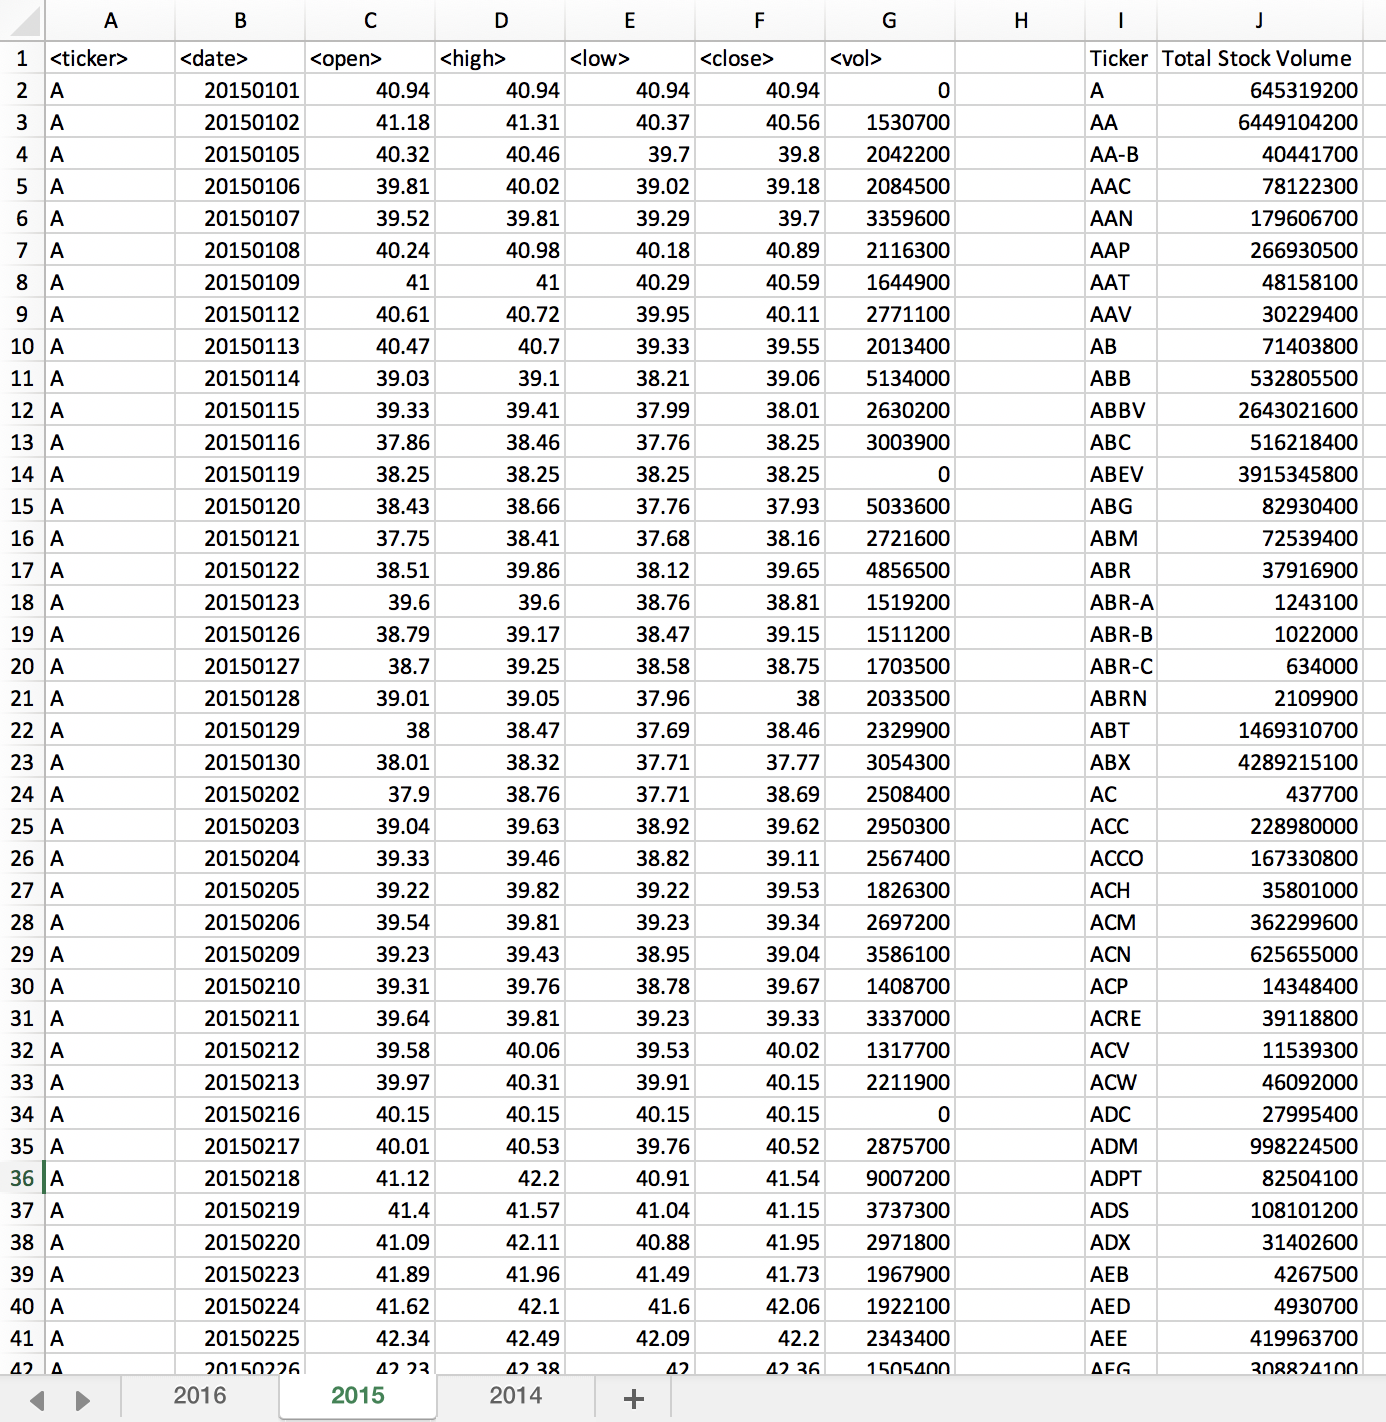 A B C D E F G H I J
1 <ticker> <date> <open> <high> <low> <close> <vol> Ticker Total Stock Volume
2 A 20150101 40.94 40.94 40.94 40.94 0 A 645319200
3 A 20150102 41.18 41.31 40.37 40.56 1530700 AA 6449104200
4 A 20150105 40.32 40.46 39.7 39.8 2042200 AA-B 40441700
5 A 20150106 39.81 40.02 39.02 39.18 2084500 AAC 78122300
6 A 20150107 39.52 39.81 39.29 39.7 3359600 AAN 179606700
7 A 20150108 40.24 40.98 40.18 40.89 2116300 AAP 266930500
8 A 20150109 41 41 40.29 40.59 1644900 AAT 48158100
9 A 20150112 40.61 40.72 39.95 40.11 2771100 AAV 30229400
10 A 20150113 40.47 40.7 39.33 39.55 2013400 AB 71403800
11 A 20150114 39.03 39.1 38.21 39.06 5134000 ABB 532805500
12 A 20150115 39.33 39.41 37.99 38.01 2630200 ABBV 2643021600
13 A 20150116 37.86 38.46 37.76 38.25 3003900 ABC 516218400
14 A 20150119 38.25 38.25 38.25 38.25 0 ABEV 3915345800
15 A 20150120 38.43 38.66 37.76 37.93 5033600 ABG 82930400
16 A 20150121 37.75 38.41 37.68 38.16 2721600 ABM 72539400
17 A 20150122 38.51 39.86 38.12 39.65 4856500 ABR 37916900
18 A 20150123 39.6 39.6 38.76 38.81 1519200 ABR-A 1243100
19 A 20150126 38.79 39.17 38.47 39.15 1511200 ABR-B 1022000
20 A 20150127 38.7 39.25 38.58 38.75 1703500 ABR-C 634000
21 A 20150128 39.01 39.05 37.96 38 2033500 ABRN 2109900
22 A 20150129 38 38.47 37.69 38.46 2329900 ABT 1469310700
23 A 20150130 38.01 38.32 37.71 37.77 3054300 ABX 4289215100
24 A 20150202 37.9 38.76 37.71 38.69 2508400 AC 437700
25 A 20150203 39.04 39.63 38.92 39.62 2950300 ACC 228980000
26 A 20150204 39.33 39.46 38.82 39.11 2567400 ACCO 167330800
27 A 20150205 39.22 39.82 39.22 39.53 1826300 ACH 35801000
28 A 20150206 39.54 39.81 39.23 39.34 2697200 ACM 362299600
29 A 20150209 39.23 39.43 38.95 39.04 3586100 ACN 625655000
30 A 20150210 39.31 39.76 38.78 39.67 1408700 ACP 14348400
31 A 20150211 39.64 39.81 39.23 39.33 3337000 ACRE 39118800
32 A 20150212 39.58 40.06 39.53 40.02 1317700 ACV 11539300
33 A 20150213 39.97 40.31 39.91 40.15 2211900 ACW 46092000
34 A 20150216 40.15 40.15 40.15 40.15 0 ADC 27995400
35 A 20150217 40.01 40.53 39.76 40.52 2875700 ADM 998224500
36 A 20150218 41.12 42.2 40.91 41.54 9007200 ADPT 82504100
37 A 20150219 41.4 41.57 41.04 41.15 3737300 ADS 108101200
38 A 20150220 41.09 42.11 40.88 41.95 2971800 ADX 31402600
39 A 20150223 41.89 41.96 41.49 41.73 1967900 AEB 4267500
40 A 20150224 41.62 42.1 41.6 42.06 1922100 AED 4930700
41 A 20150225 42.34 42.49 42.09 42.2 2343400 AEE 419963700
42 A 20150226 42.23 42.38 42 42.36 1505400 AEG 308824100
2016 2015 2014 +